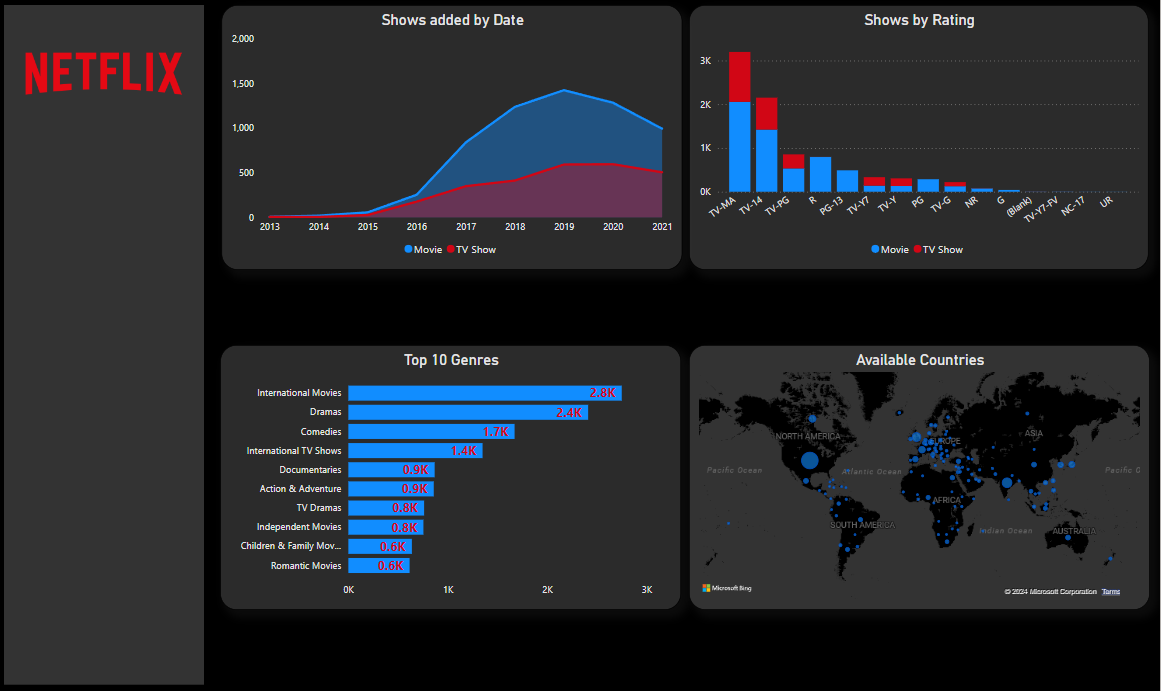 NETFLIX
Shows added by Date
2,000
1,500
1,000
500
0
2013 2014 2015 2016 2017 2018 2019 2020 2021
Movie TV Show
Shows by Rating
3K
2K
1K
0K
TV-MA TV-14 TV-PG R PG-13 TV-Y7 TV-Y PG TV-G NR G (Blank) TV-Y7-FV NC-17 UR
Movie TV Show
Top 10 Genres
International Movies 2.8K
Dramas 2.4K
Comedies 1.7K
International TV Shows 1.4K
Documentaries 0.9K
Action & Adventure 0.9K
TV Dramas 0.8K
Independent Movies 0.8K
Children & Family Mov... 0.6K
Romantic Movies 0.6K
0K 1K 2K 3K
Available Countries
NORTH AMERICA
EUROPE
ASIA
Pacific Ocean
Atlantic Ocean
Pacific O
AFRICA
SOUTH AMERICA
Indian Ocean
AUSTRALIA
Microsoft Bing
© 2024 Microsoft Corporation Terms